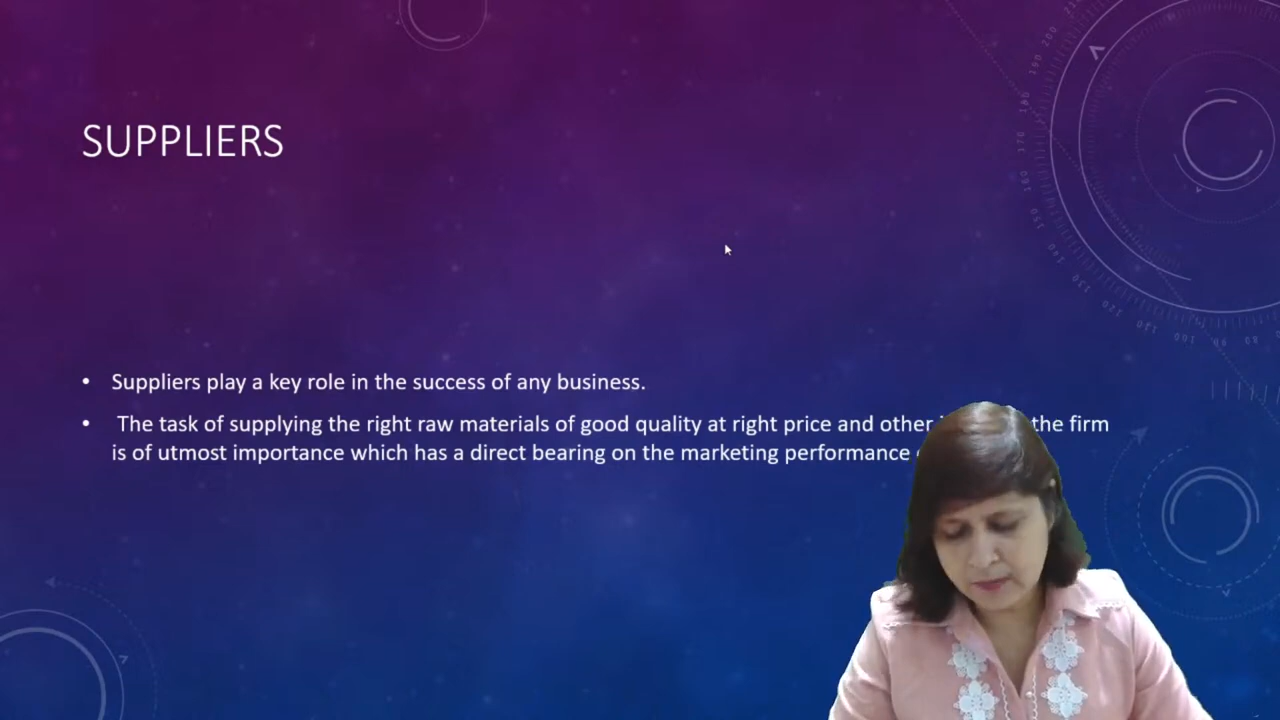 SUPPLIERS
• Suppliers play a key role in the success of any business.
• The task of supplying the right raw materials of good quality at right price and other the firm
is of utmost importance which has a direct bearing on the marketing performance